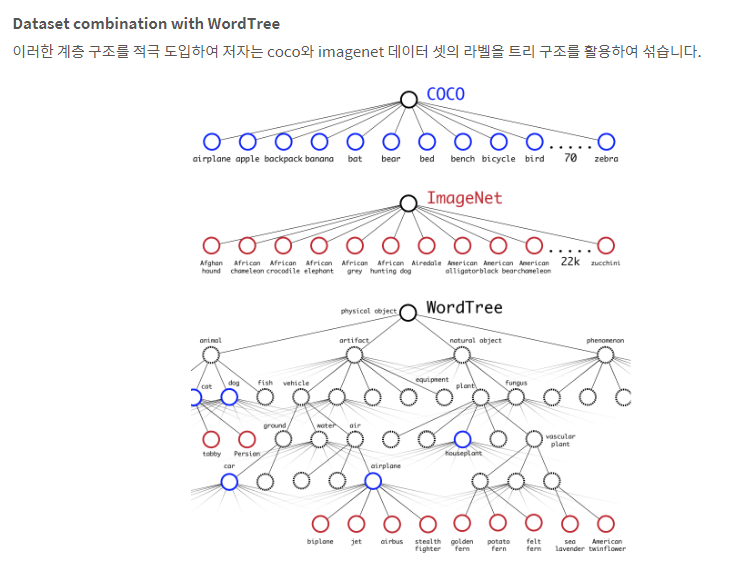 Dataset combination with WordTree
이러한 계층 구조를 적극 도입하여 저자는 coco와 imagenet 데이터 셋의 라벨을 트리 구조를 활용하여 섞습니다.
COCO
airplane apple backpack banana bat bear bed bench bicycle bird 70 zebra
ImageNet
Afghan African African African African African Airedale American American American 22k zucchini
hound chameleon crocodile elephant grey hunting dog alligator black bear chameleon
WordTree
physical object
animal artifact natural object phenomenon
cat dog fish vehicle equipment plant fungus
ground water air vascular
plant
tabby Persian houseplant
car airplane
biplane jet airbus stealth golden potato felt sea American
fighter fern fern fern lavender twinflower